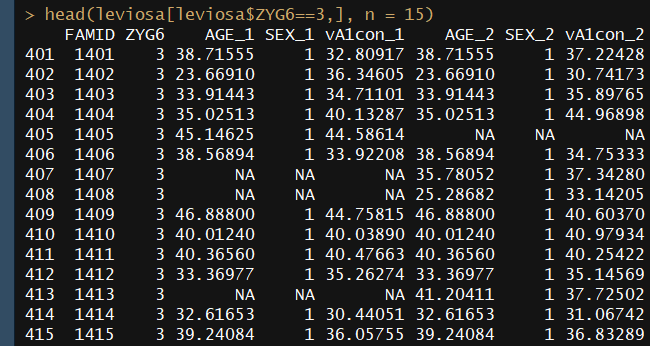 > head(leviosa[leviosa$ZYG6==3,], n = 15)
FAMID ZYG6 AGE_1 SEX_1 vA1con_1 AGE_2 SEX_2 vA1con_2
401 1401 3 38.71555 1 32.80917 38.71555 1 37.22428
402 1402 3 23.66910 1 36.34605 23.66910 1 30.74173
403 1403 3 33.91443 1 34.71101 33.91443 1 35.89765
404 1404 3 35.02513 1 40.13287 35.02513 1 44.96898
405 1405 3 45.14625 1 44.58614 NA NA NA
406 1406 3 38.56894 1 33.92208 38.56894 1 34.75333
407 1407 3 NA NA NA 35.78052 1 37.34280
408 1408 3 NA NA NA 25.28682 1 33.14205
409 1409 3 46.88800 1 44.75815 46.88800 1 40.60370
410 1410 3 40.01240 1 40.03890 40.01240 1 40.97934
411 1411 3 40.36560 1 40.47663 40.36560 1 40.25422
412 1412 3 33.36977 1 35.26274 33.36977 1 35.14569
413 1413 3 NA NA NA 41.20411 1 37.72502
414 1414 3 32.61653 1 30.44051 32.61653 1 31.06742
415 1415 3 39.24084 1 36.05755 39.24084 1 36.83289